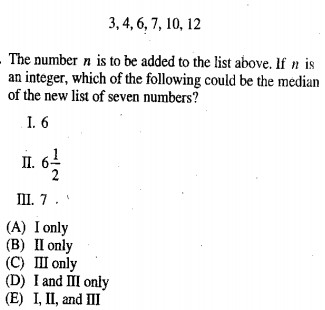 3, 4, 6, 7, 10, 12
The number n is to be added to the list above. If n is
an integer, which of the following could be the median
of the new list of seven numbers?
I. 6
II. 6 1/2
III. 7
(A) I only
(B) II only
(C) III only
(D) I and III only
(E) I, II, and III